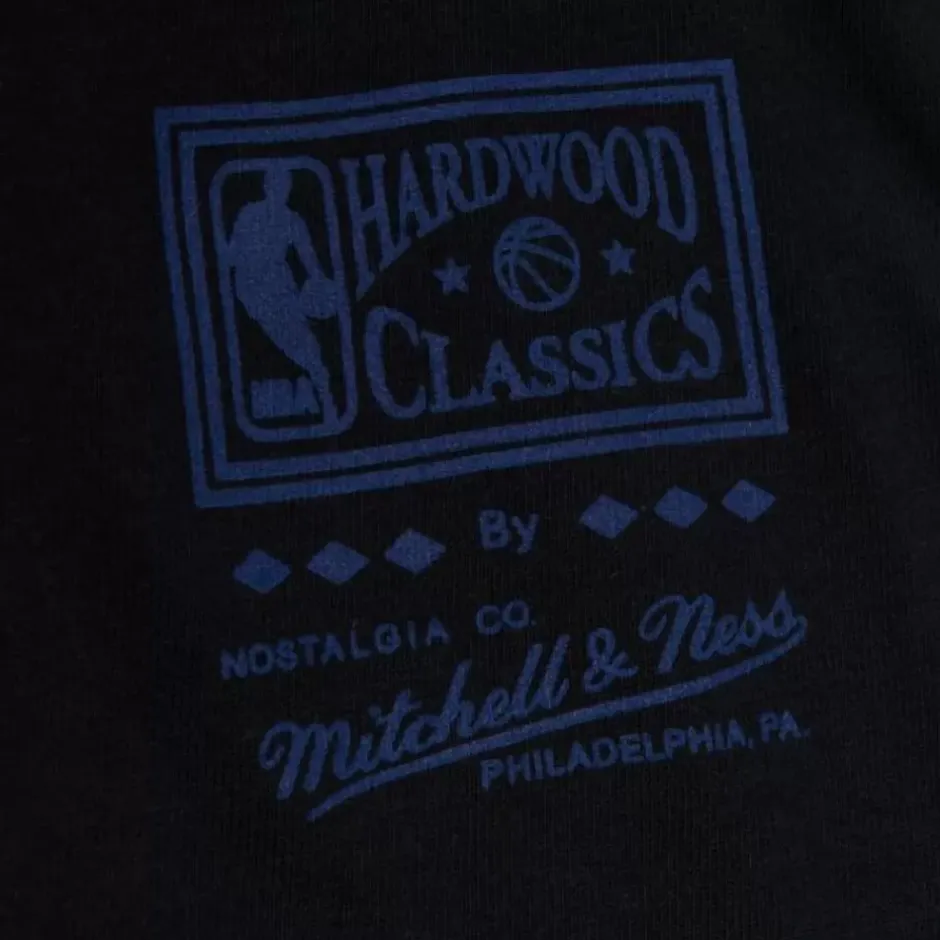 HARDWOOD
CLASSICS
NBA
By
NOSTALGIA CO.
Mitchell & Ness
PHILADELPHIA, PA.